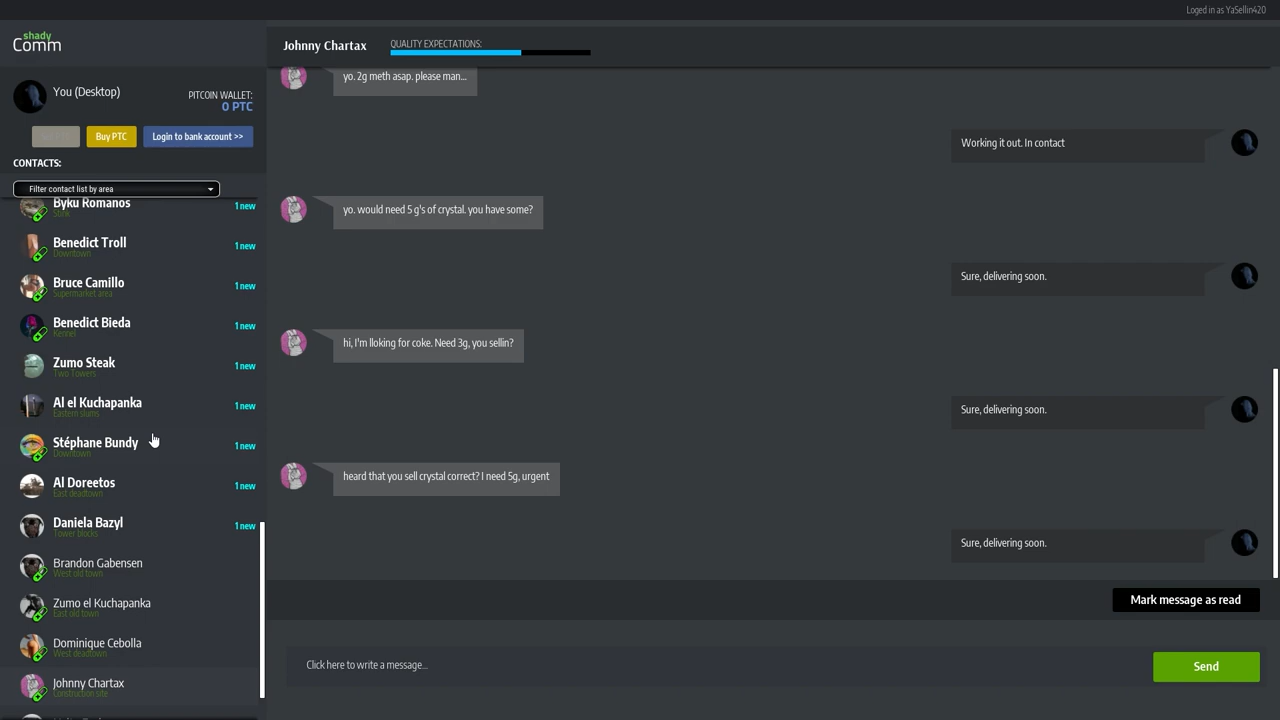 Loged in as YaSellin420
shady
Comm
You (Desktop)
PITCOIN WALLET:
0 PTC
Buy PTC
Login to bank account >>
CONTACTS:
Filter contact list by area
Byku Romanos
1 new
Benedict Troll
Downtown
1 new
Bruce Camillo
Supermarket area
1 new
Benedict Bieda
Kennel
1 new
Zumo Steak
Two Towers
1 new
Al el Kuchapanka
Eastern slums
1 new
Stéphane Bundy
Downtown
1 new
Al Doreetos
East deadtown
1 new
Daniela Bazyl
Tower blocks
1 new
Brandon Gabensen
West old town
Zumo el Kuchapanka
East old town
Dominique Cebolla
West deadtown
Johnny Chartax
Construction site
Johnny Chartax
QUALITY EXPECTATIONS:
yo. 2g meth asap. please man...
Working it out. In contact
yo. would need 5 g's of crystal. you have some?
Sure, delivering soon.
hi, I'm lloking for coke. Need 3g, you sellin?
Sure, delivering soon.
heard that you sell crystal correct? I need 5g, urgent
Sure, delivering soon.
Mark message as read
Click here to write a message...
Send